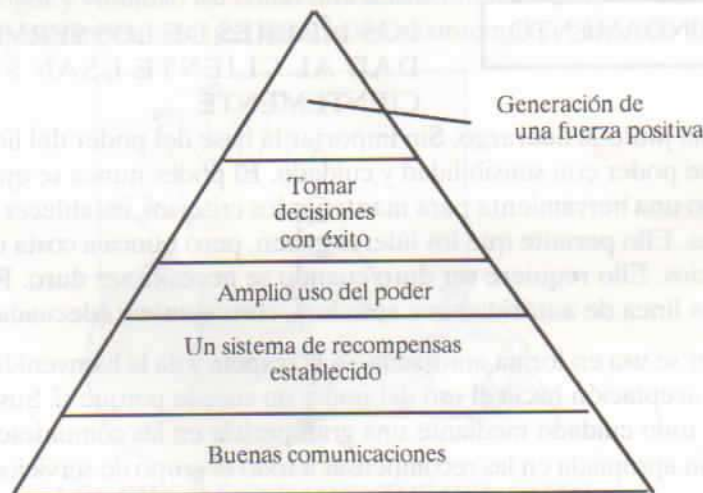 Generación de
una fuerza positiva
Tomar
decisiones
con éxito
Amplio uso del poder
Un sistema de recompensas
establecido
Buenas comunicaciones